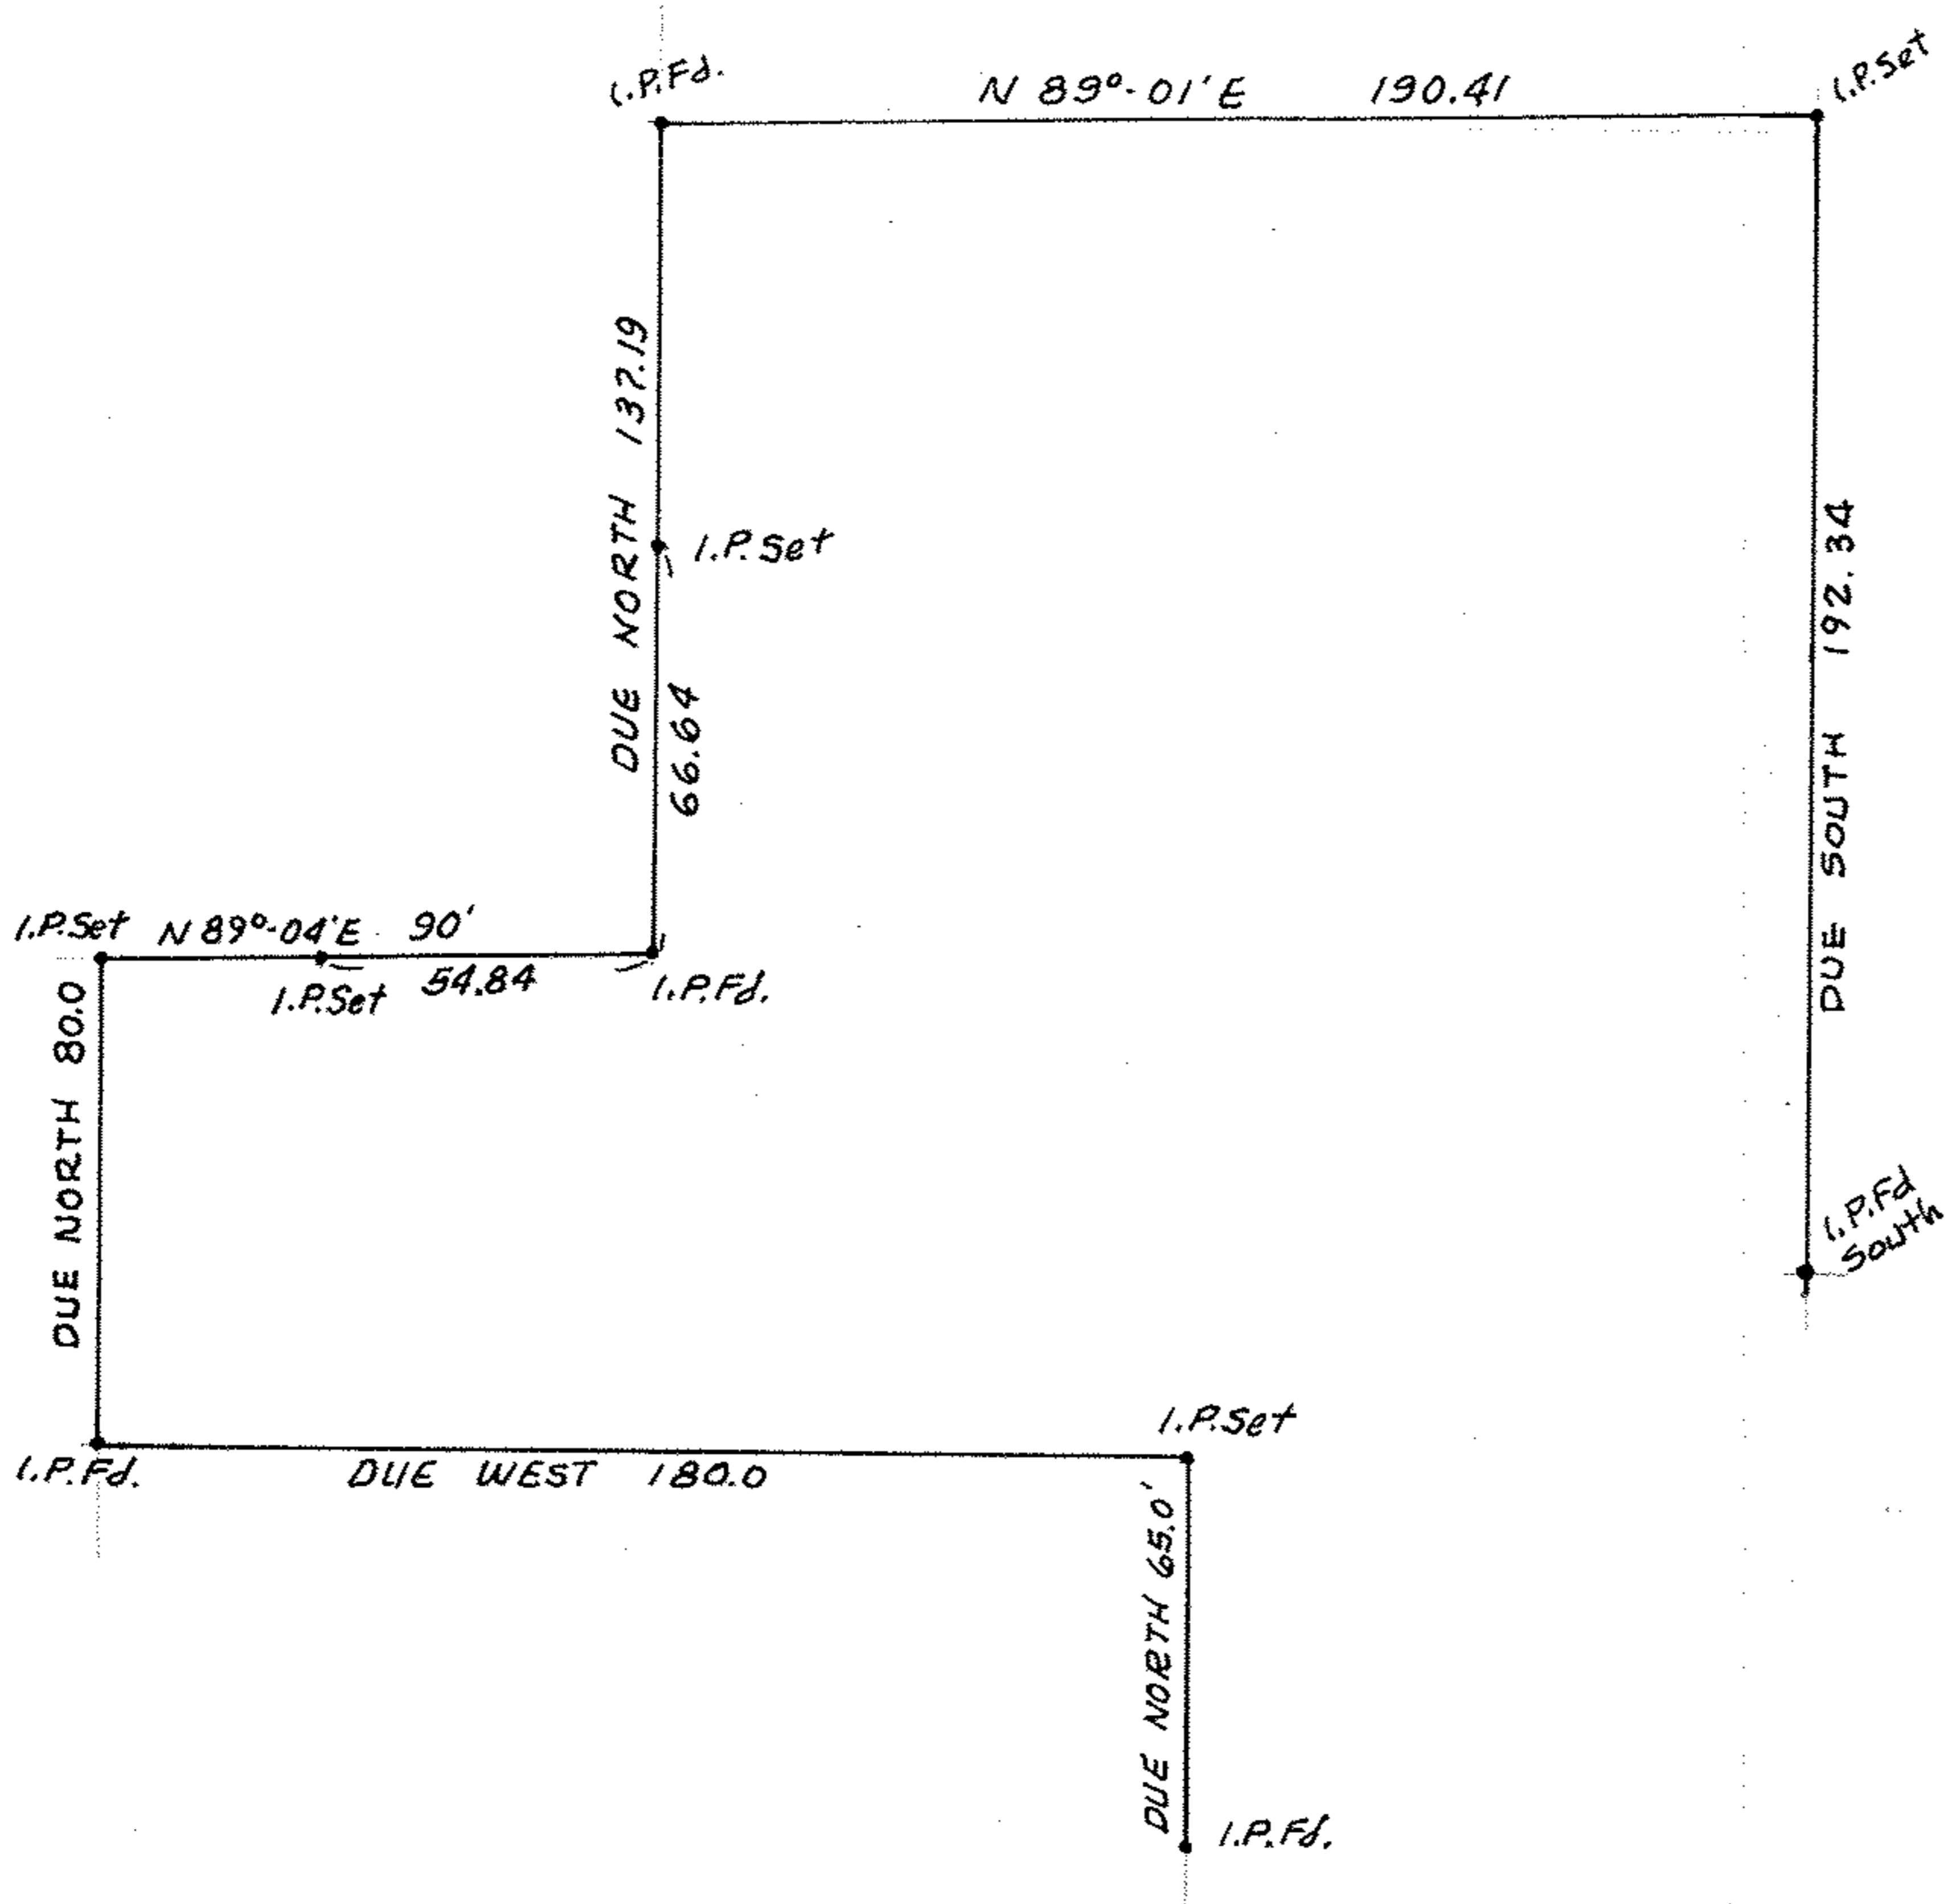 I.P.Fd.
N 89°-01'E 190.41
I.P.Set
DUE NORTH 137.19
I.P.Set
66.64
DUE SOUTH 192.34
I.P.Set
N 89°-04'E 90'
I.P.Set
54.84
I.P.Fd.
DUE NORTH 80.0
I.P.Fd
South
I.P.Set
I.P.Fd.
DUE WEST 180.0
DUE NORTH 65.0'
I.P.Fd.